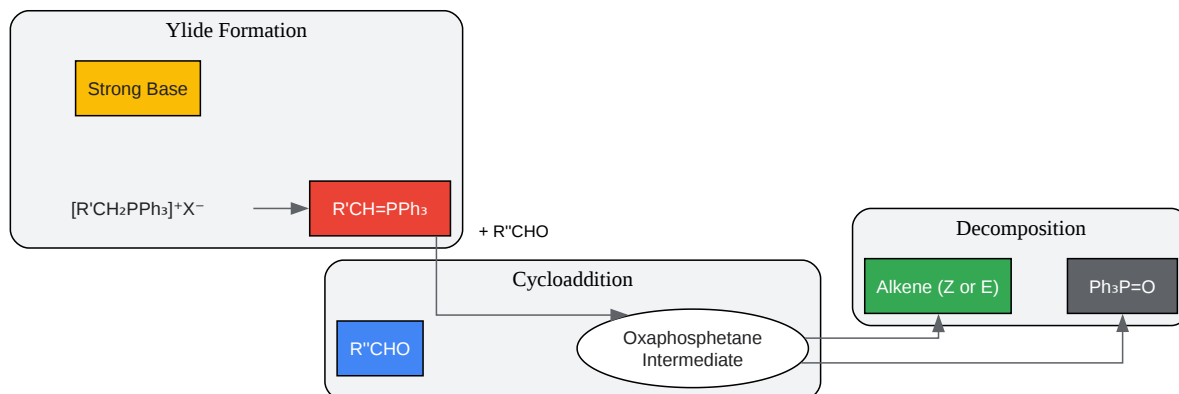 Ylide Formation
Strong Base
[R'CH₂PPh₃]⁺X⁻
R'CH=PPh₃
+ R''CHO
Cycloaddition
R''CHO
Oxaphosphetane
Intermediate
Decomposition
Alkene (Z or E)
Ph₃P=O